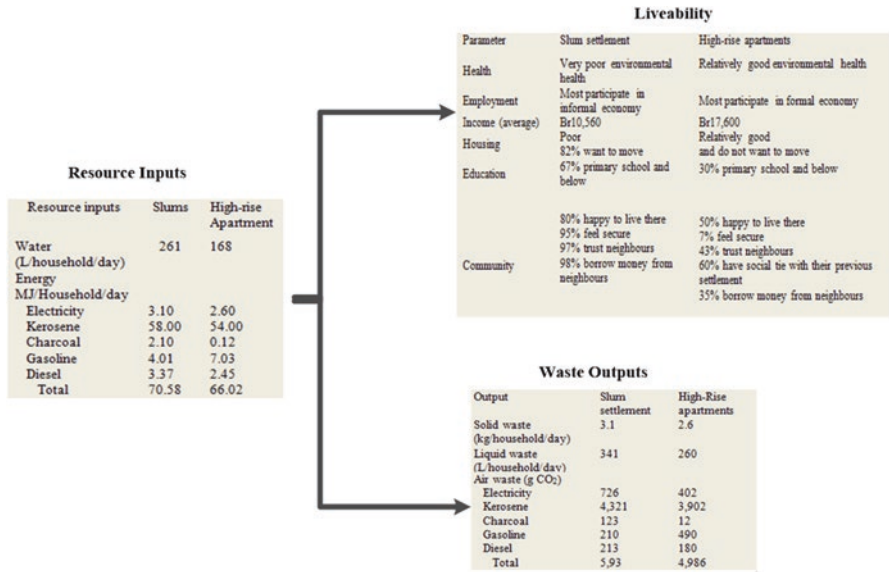 Liveability
Parameter Slum settlement High-rise apartments
Health Very poor environmental health Relatively good environmental health
Employment Most participate in informal economy Most participate in formal economy
Income (average) Br10,560 Br17,600
Housing Poor Relatively good
82% want to move and do not want to move
Education 67% primary school and below 30% primary school and below
Community
80% happy to live there 50% happy to live there
95% feel secure 7% feel secure
97% trust neighbours 43% trust neighbours
98% borrow money from neighbours 60% have social tie with their previous settlement
35% borrow money from neighbours
Resource Inputs
Resource inputs Slums High-rise Apartment
Water (L/household/day) 261 168
Energy
MJ/Household/day
Electricity 3.10 2.60
Kerosene 58.00 54.00
Charcoal 2.10 0.12
Gasoline 4.01 7.03
Diesel 3.37 2.45
Total 70.58 66.02
Waste Outputs
Output Slum settlement High-Rise apartments
Solid waste (kg/household/day) 3.1 2.6
Liquid waste (L/household/day) 341 260
Air waste (g CO₂)
Electricity 726 402
Kerosene 4,321 3,902
Charcoal 123 12
Gasoline 210 490
Diesel 213 180
Total 5,93 4,986